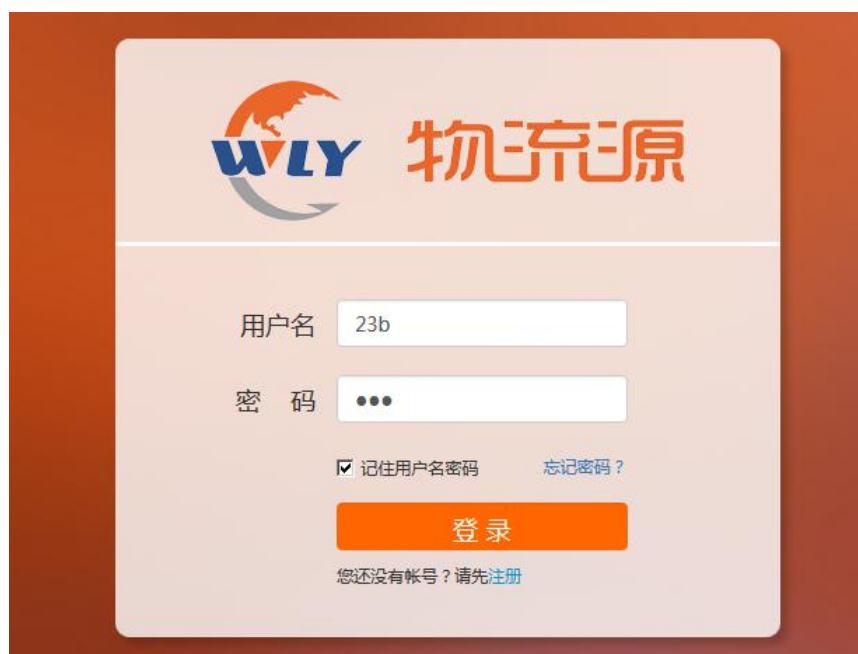 WLY 物流源
用户名 23b
密 码 •••
记住用户名密码 忘记密码？
登录
您还没有帐号？请先注册